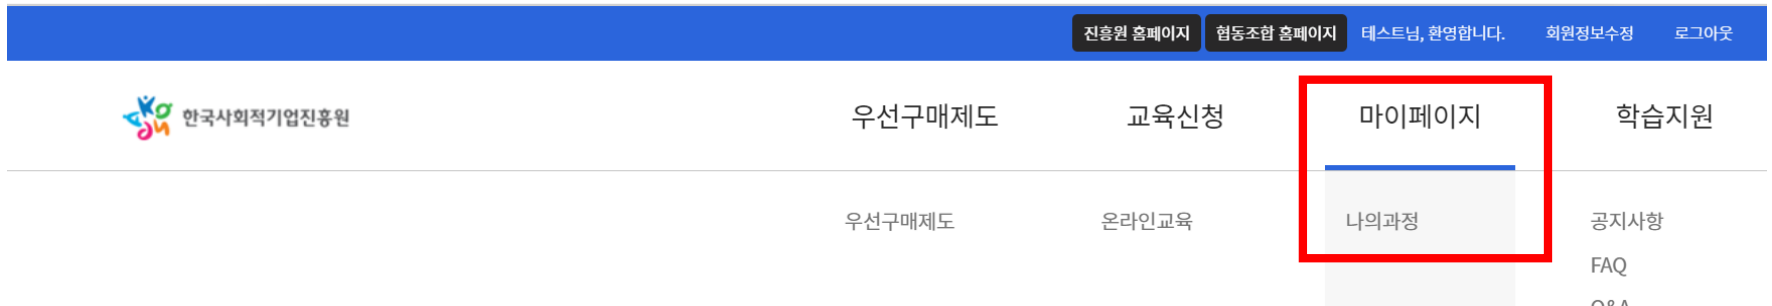 진흥원 홈페이지 협동조합 홈페이지 테스트님, 환영합니다. 회원정보수정 로그아웃
한국사회적기업진흥원 우선구매제도 교육신청 마이페이지 학습지원
우선구매제도 온라인교육 나의과정 공지사항
FAQ
Q&A